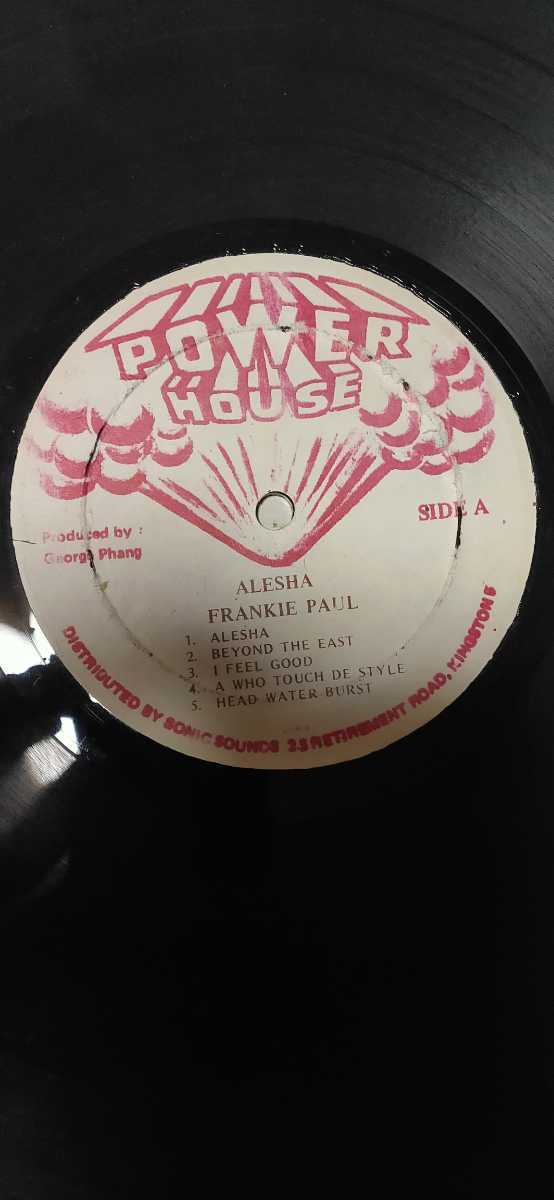 POWER
HOUSE
SIDE A
Produced by :
George Phang
ALESHA
FRANKIE PAUL
1. ALESHA
2. BEYOND THE EAST
3. I FEEL GOOD
4. A WHO TOUCH DE STYLE
5. HEAD WATER BURST
DISTRIBUTED BY SONIC SOUNDS 25 RETIREMENT ROAD, KINGSTON 5